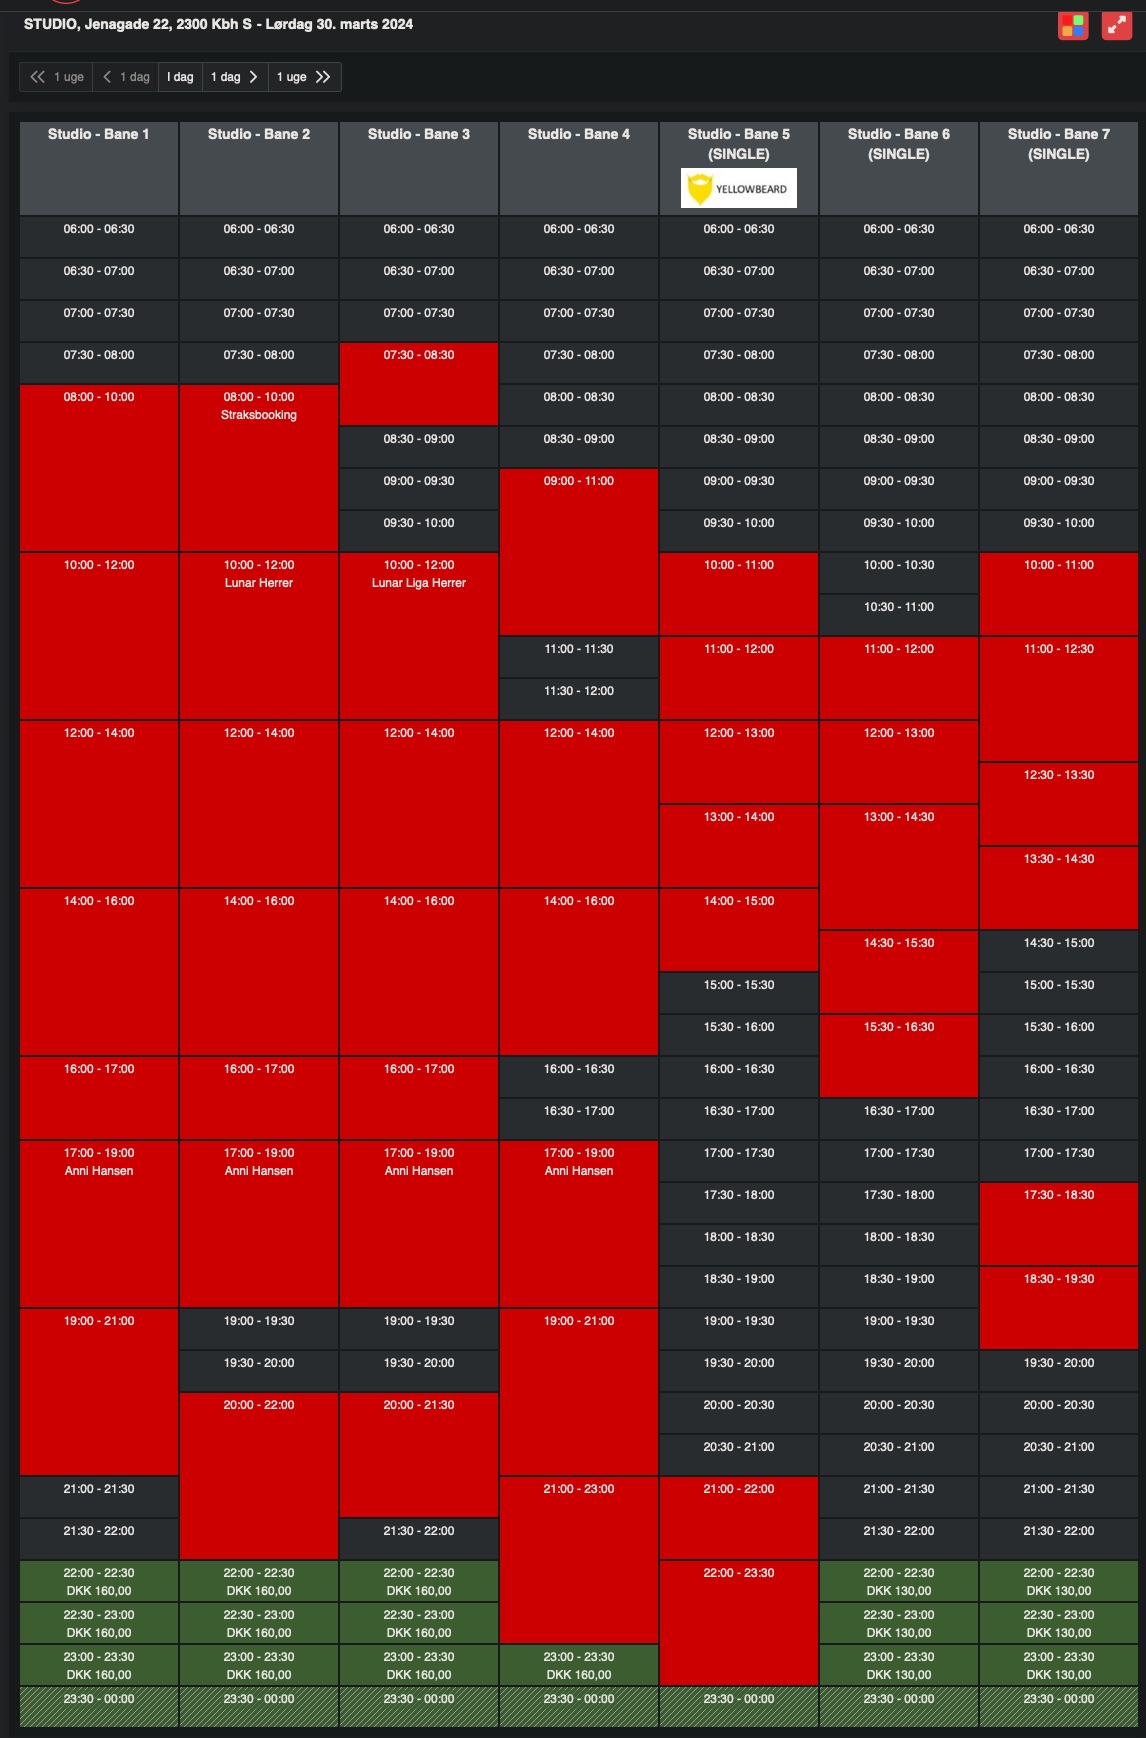 STUDIO, Jenagade 22, 2300 Kbh S - Lørdag 30. marts 2024
1 uge 1 dag I dag 1 dag 1 uge
Studio - Bane 1
06:00 - 06:30
06:30 - 07:00
07:00 - 07:30
07:30 - 08:00
08:00 - 10:00
10:00 - 12:00
12:00 - 14:00
14:00 - 16:00
16:00 - 17:00
17:00 - 19:00
Anni Hansen
19:00 - 21:00
21:00 - 21:30
21:30 - 22:00
22:00 - 22:30
DKK 160,00
22:30 - 23:00
DKK 160,00
23:00 - 23:30
DKK 160,00
23:30 - 00:00
Studio - Bane 2
06:00 - 06:30
06:30 - 07:00
07:00 - 07:30
07:30 - 08:00
08:00 - 10:00
Straksbooking
10:00 - 12:00
Lunar Herrer
12:00 - 14:00
14:00 - 16:00
16:00 - 17:00
17:00 - 19:00
Anni Hansen
19:00 - 19:30
19:30 - 20:00
20:00 - 22:00
22:00 - 22:30
DKK 160,00
22:30 - 23:00
DKK 160,00
23:00 - 23:30
DKK 160,00
23:30 - 00:00
Studio - Bane 3
06:00 - 06:30
06:30 - 07:00
07:00 - 07:30
07:30 - 08:30
08:30 - 09:00
09:00 - 09:30
09:30 - 10:00
10:00 - 12:00
Lunar Liga Herrer
12:00 - 14:00
14:00 - 16:00
16:00 - 17:00
17:00 - 19:00
Anni Hansen
19:00 - 19:30
19:30 - 20:00
20:00 - 21:30
21:30 - 22:00
22:00 - 22:30
DKK 160,00
22:30 - 23:00
DKK 160,00
23:00 - 23:30
DKK 160,00
23:30 - 00:00
Studio - Bane 4
06:00 - 06:30
06:30 - 07:00
07:00 - 07:30
07:30 - 08:00
08:00 - 08:30
08:30 - 09:00
09:00 - 11:00
11:00 - 11:30
11:30 - 12:00
12:00 - 14:00
14:00 - 16:00
16:00 - 16:30
16:30 - 17:00
17:00 - 19:00
Anni Hansen
19:00 - 21:00
21:00 - 23:00
23:00 - 23:30
DKK 160,00
23:30 - 00:00
Studio - Bane 5
(SINGLE)
YELLOWBEARD
06:00 - 06:30
06:30 - 07:00
07:00 - 07:30
07:30 - 08:00
08:00 - 08:30
08:30 - 09:00
09:00 - 09:30
09:30 - 10:00
10:00 - 11:00
11:00 - 12:00
12:00 - 13:00
13:00 - 14:00
14:00 - 15:00
15:00 - 15:30
15:30 - 16:00
16:00 - 16:30
16:30 - 17:00
17:00 - 17:30
17:30 - 18:00
18:00 - 18:30
18:30 - 19:00
19:00 - 19:30
19:30 - 20:00
20:00 - 20:30
20:30 - 21:00
21:00 - 22:00
22:00 - 23:30
23:30 - 00:00
Studio - Bane 6
(SINGLE)
06:00 - 06:30
06:30 - 07:00
07:00 - 07:30
07:30 - 08:00
08:00 - 08:30
08:30 - 09:00
09:00 - 09:30
09:30 - 10:00
10:00 - 10:30
10:30 - 11:00
11:00 - 12:00
12:00 - 13:00
13:00 - 14:30
14:30 - 15:30
15:30 - 16:30
16:30 - 17:00
17:00 - 17:30
17:30 - 18:00
18:00 - 18:30
18:30 - 19:00
19:00 - 19:30
19:30 - 20:00
20:00 - 20:30
20:30 - 21:00
21:00 - 21:30
21:30 - 22:00
22:00 - 22:30
DKK 130,00
22:30 - 23:00
DKK 130,00
23:00 - 23:30
DKK 130,00
23:30 - 00:00
Studio - Bane 7
(SINGLE)
06:00 - 06:30
06:30 - 07:00
07:00 - 07:30
07:30 - 08:00
08:00 - 08:30
08:30 - 09:00
09:00 - 09:30
09:30 - 10:00
10:00 - 11:00
11:00 - 12:30
12:30 - 13:30
13:30 - 14:30
14:30 - 15:00
15:00 - 15:30
15:30 - 16:00
16:00 - 16:30
16:30 - 17:00
17:00 - 17:30
17:30 - 18:30
18:30 - 19:30
19:30 - 20:00
20:00 - 20:30
20:30 - 21:00
21:00 - 21:30
21:30 - 22:00
22:00 - 22:30
DKK 130,00
22:30 - 23:00
DKK 130,00
23:00 - 23:30
DKK 130,00
23:30 - 00:00